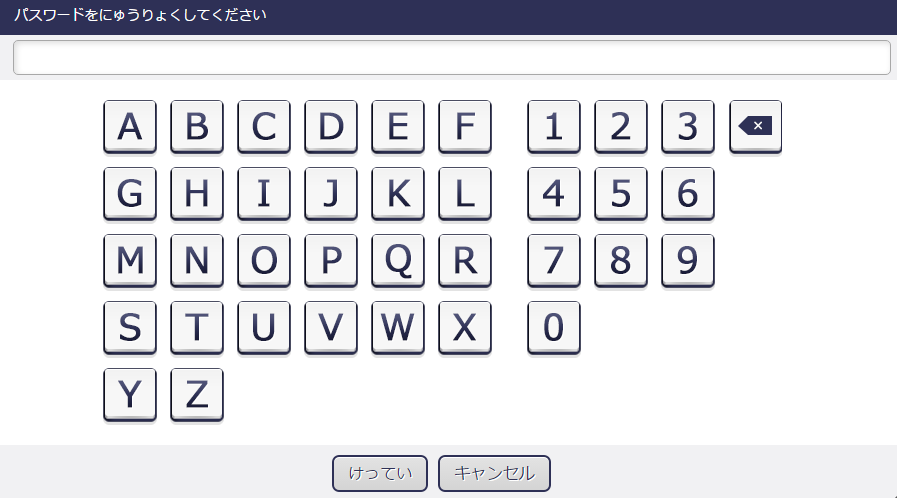 パスワードをにゅうりょくしてください
A B C D E F 1 2 3
G H I J K L 4 5 6
M N O P Q R 7 8 9
S T U V W X 0
Y Z
けってい キャンセル